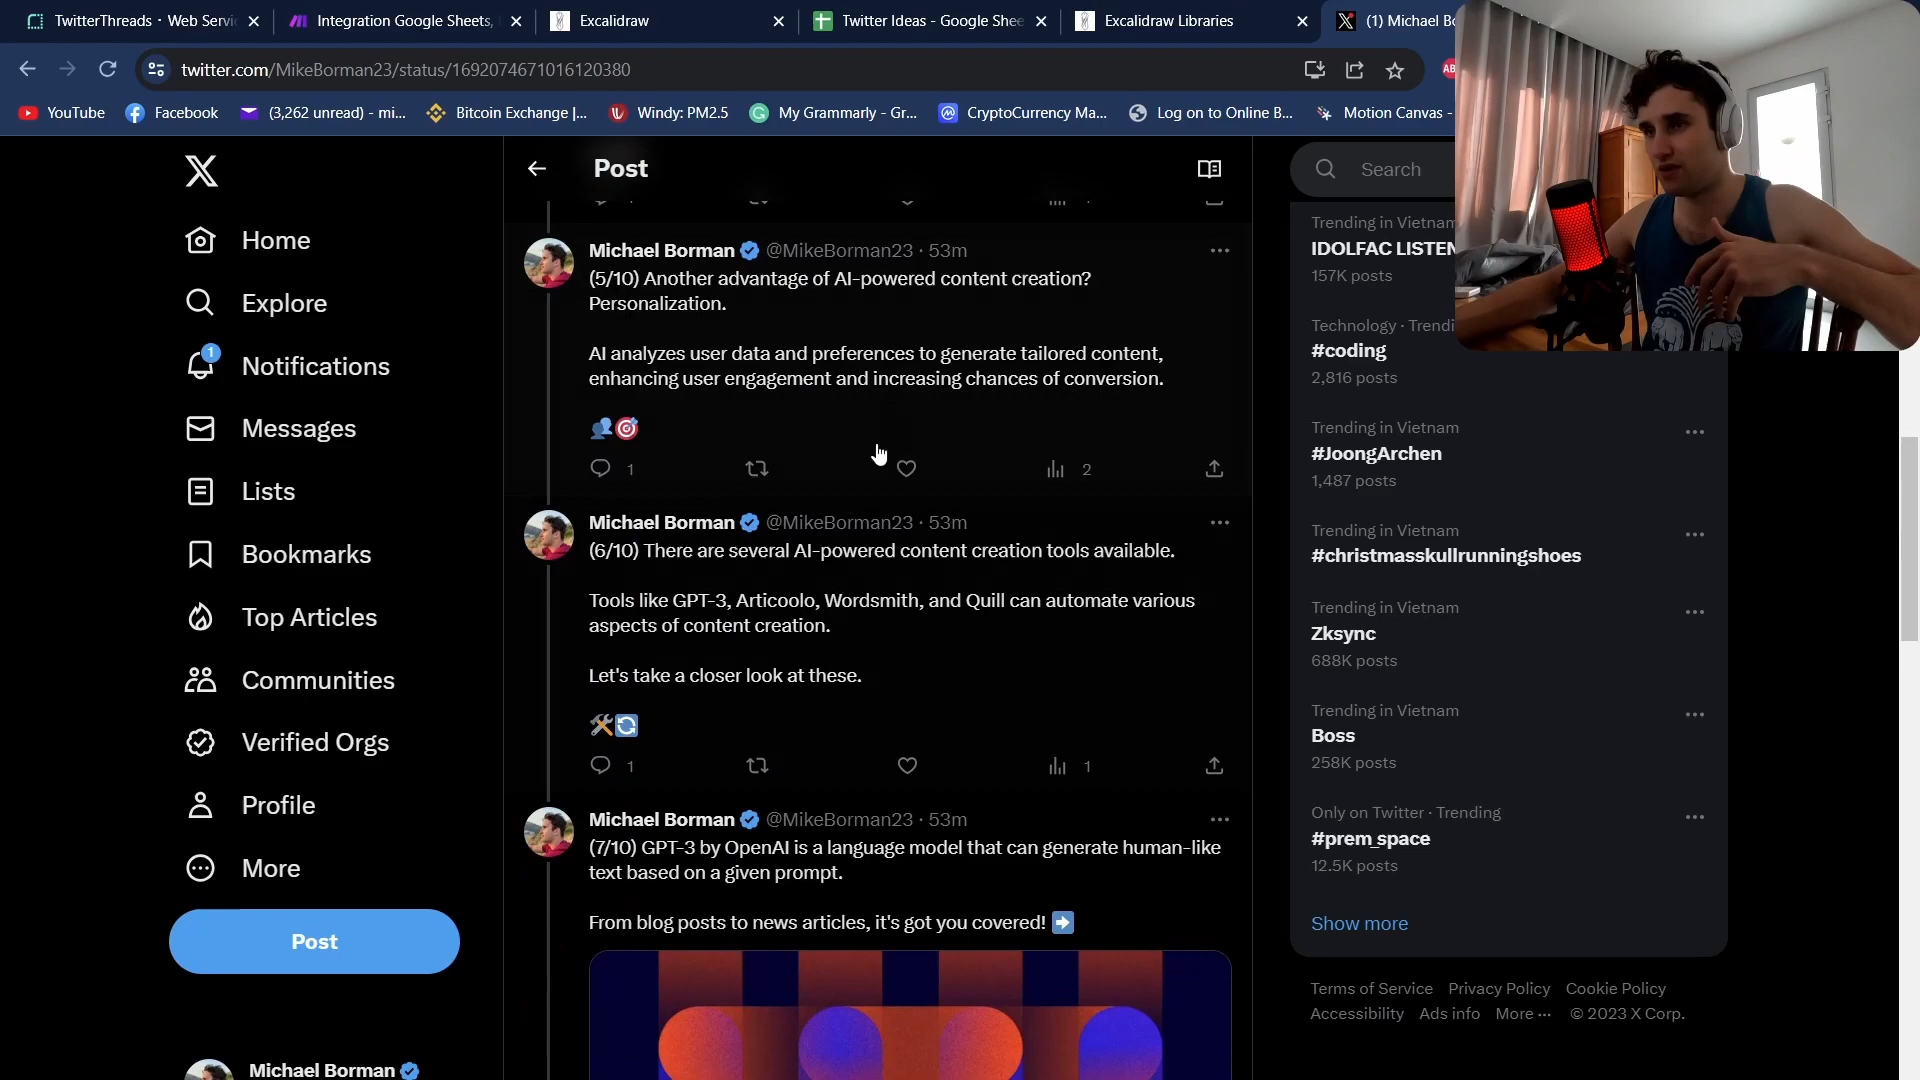 TwitterThreads · Web Servic
Integration Google Sheets,
Excalidraw
Twitter Ideas - Google Shee
Excalidraw Libraries
(1) Michael Bo
twitter.com/MikeBorman23/status/1692074671016120380
YouTube
Facebook
(3,262 unread) - mi...
Bitcoin Exchange |...
Windy: PM2.5
My Grammarly - Gr...
CryptoCurrency Ma...
Log on to Online B...
Motion Canvas -
Home
Explore
1
Notifications
Messages
Lists
Bookmarks
Top Articles
Communities
Verified Orgs
Profile
More
Post
Michael Borman
Post
Michael Borman @MikeBorman23 · 53m
(5/10) Another advantage of AI-powered content creation?
Personalization.
AI analyzes user data and preferences to generate tailored content,
enhancing user engagement and increasing chances of conversion.
1
2
Michael Borman @MikeBorman23 · 53m
(6/10) There are several AI-powered content creation tools available.
Tools like GPT-3, Articoolo, Wordsmith, and Quill can automate various
aspects of content creation.
Let's take a closer look at these.
1
1
Michael Borman @MikeBorman23 · 53m
(7/10) GPT-3 by OpenAI is a language model that can generate human-like
text based on a given prompt.
From blog posts to news articles, it's got you covered!
Search
Trending in Vietnam
IDOLFAC LISTEN
157K posts
Technology · Trendi
#coding
2,816 posts
Trending in Vietnam
#JoongArchen
1,487 posts
Trending in Vietnam
#christmasskullrunningshoes
Trending in Vietnam
Zksync
688K posts
Trending in Vietnam
Boss
258K posts
Only on Twitter · Trending
#prem_space
12.5K posts
Show more
Terms of Service Privacy Policy Cookie Policy
Accessibility Ads info More ··· © 2023 X Corp.